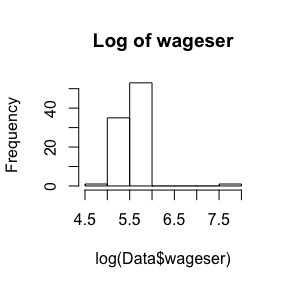 Log of wageser
Frequency
40
20
0
4.5 5.5 6.5 7.5
log(Data$wageser)